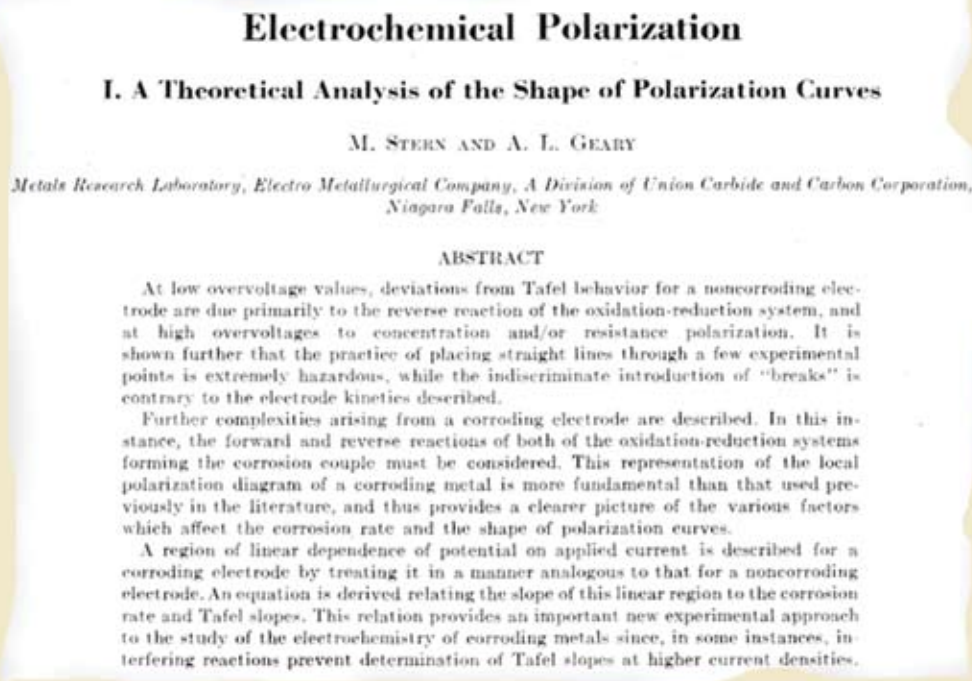 Electrochemical Polarization
I. A Theoretical Analysis of the Shape of Polarization Curves
M. STERN AND A. L. GEARY
Metals Research Laboratory, Electro Metallurgical Company, A Division of Union Carbide and Carbon Corporation,
Niagara Falls, New York
ABSTRACT
At low overvoltage values, deviations from Tafel behavior for a noncorroding elec-
trode are due primarily to the reverse reaction of the oxidation-reduction system, and
at high overvoltages to concentration and/or resistance polarization. It is
shown further that the practice of placing straight lines through a few experimental
points is extremely hazardous, while the indiscriminate introduction of "breaks" is
contrary to the electrode kinetics described.
Further complexities arising from a corroding electrode are described. In this in-
stance, the forward and reverse reactions of both of the oxidation-reduction systems
forming the corrosion couple must be considered. This representation of the local
polarization diagram of a corroding metal is more fundamental than that used pre-
viously in the literature, and thus provides a clearer picture of the various factors
which affect the corrosion rate and the shape of polarization curves.
A region of linear dependence of potential on applied current is described for a
corroding electrode by treating it in a manner analogous to that for a noncorroding
electrode. An equation is derived relating the slope of this linear region to the corrosion
rate and Tafel slopes. This relation provides an important new experimental approach
to the study of the electrochemistry of corroding metals since, in some instances, in-
terfering reactions prevent determination of Tafel slopes at higher current densities.